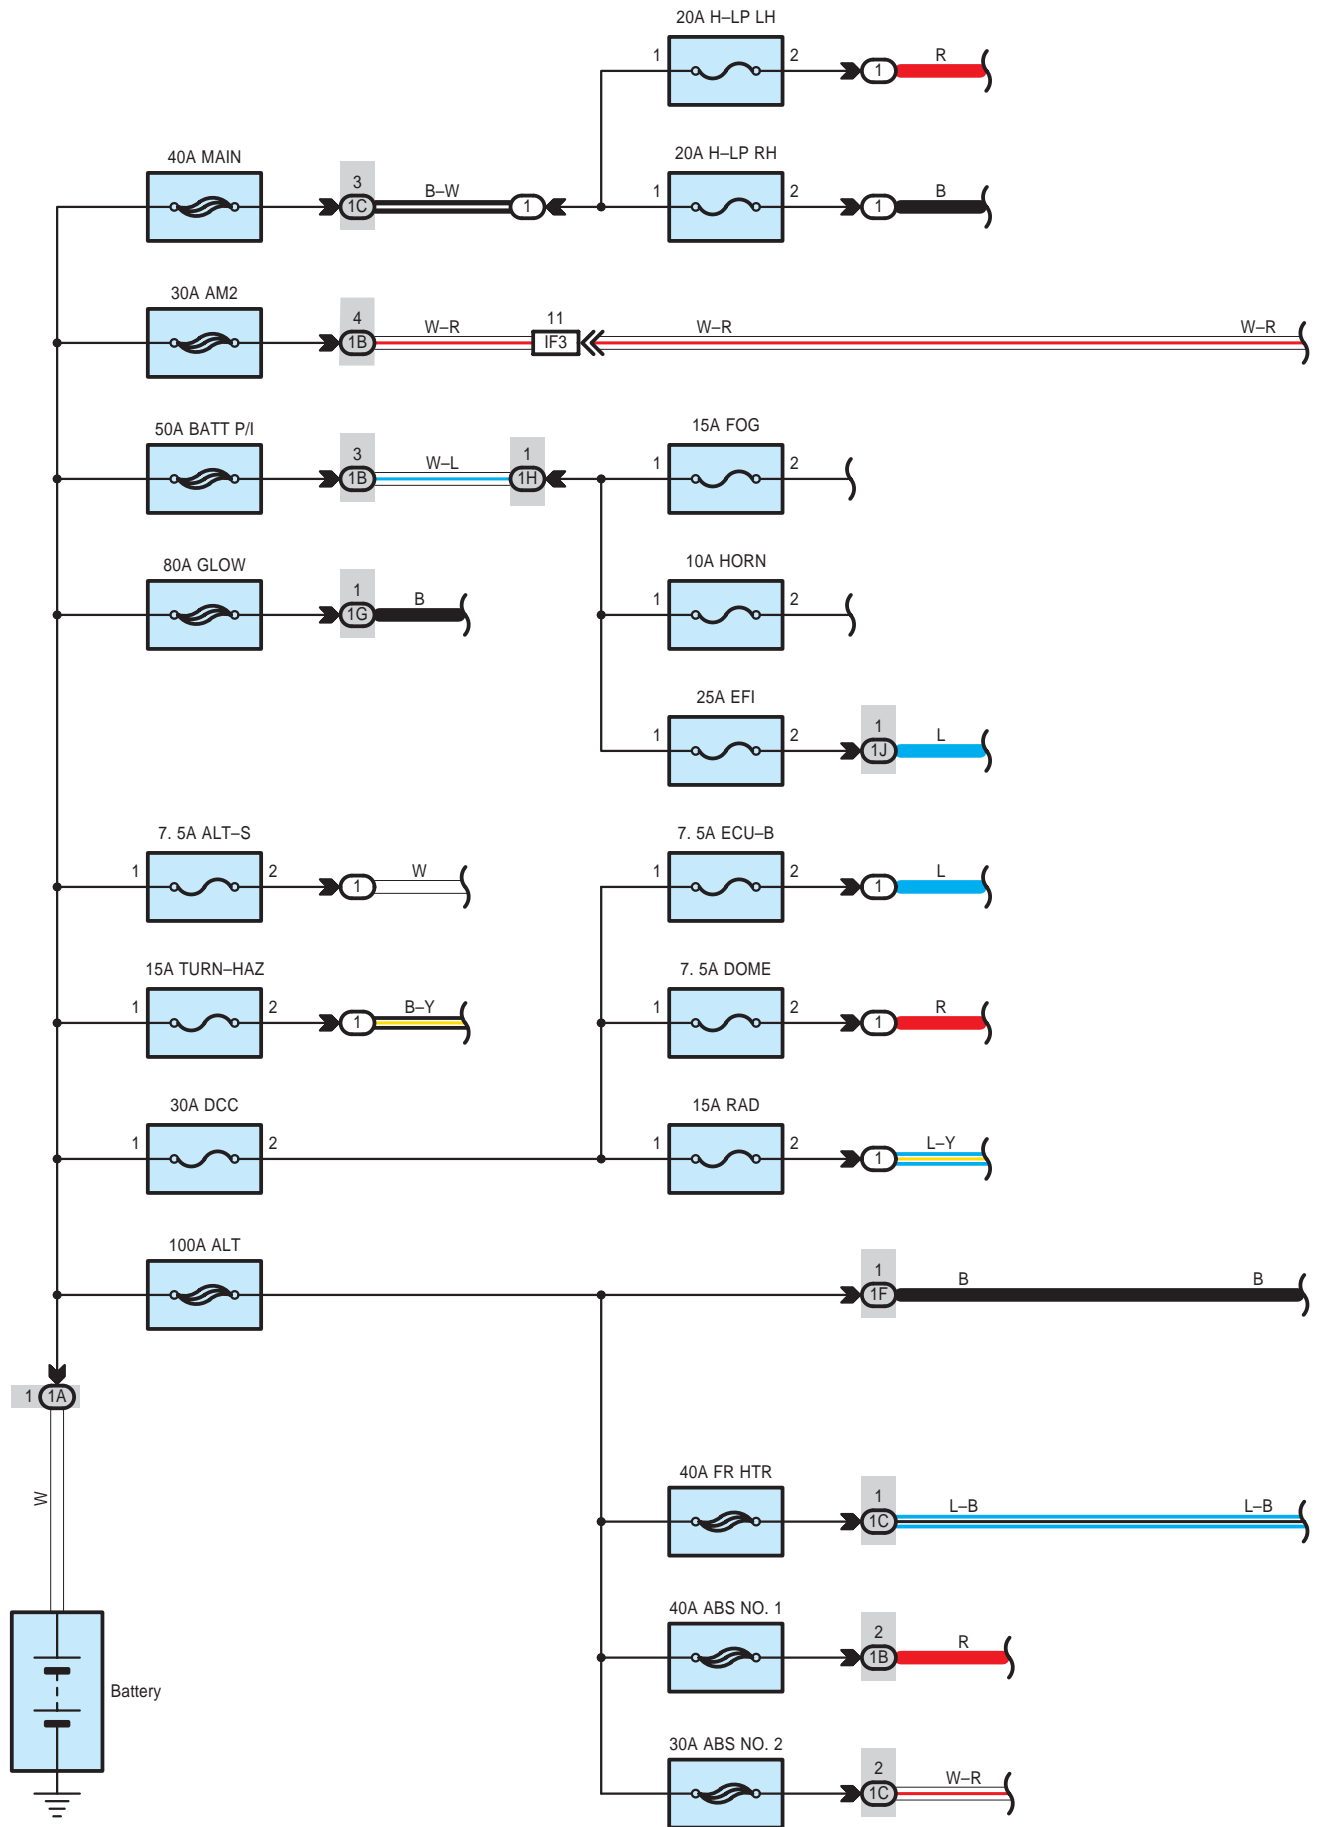 20A H–LP LH
1 2 1 R
40A MAIN
3
1C B–W 1
20A H–LP RH
1 2 1 B
30A AM2
4
1B W–R
11
IF3 W–R W–R
50A BATT P/I
3
1B W–L
1
1H
15A FOG
1 2
80A GLOW
1
1G B
10A HORN
1 2
25A EFI
1 2
1
1J L
7. 5A ALT–S
1 2 1 W
7. 5A ECU–B
1 2 1 L
15A TURN–HAZ
1 2 1 B–Y
7. 5A DOME
1 2 1 R
30A DCC
1 2
15A RAD
1 2 1 L–Y
100A ALT
1
1F B B
1 1A
W
40A FR HTR
1
1C L–B L–B
40A ABS NO. 1
2
1B R
Battery
30A ABS NO. 2
2
1C W–R